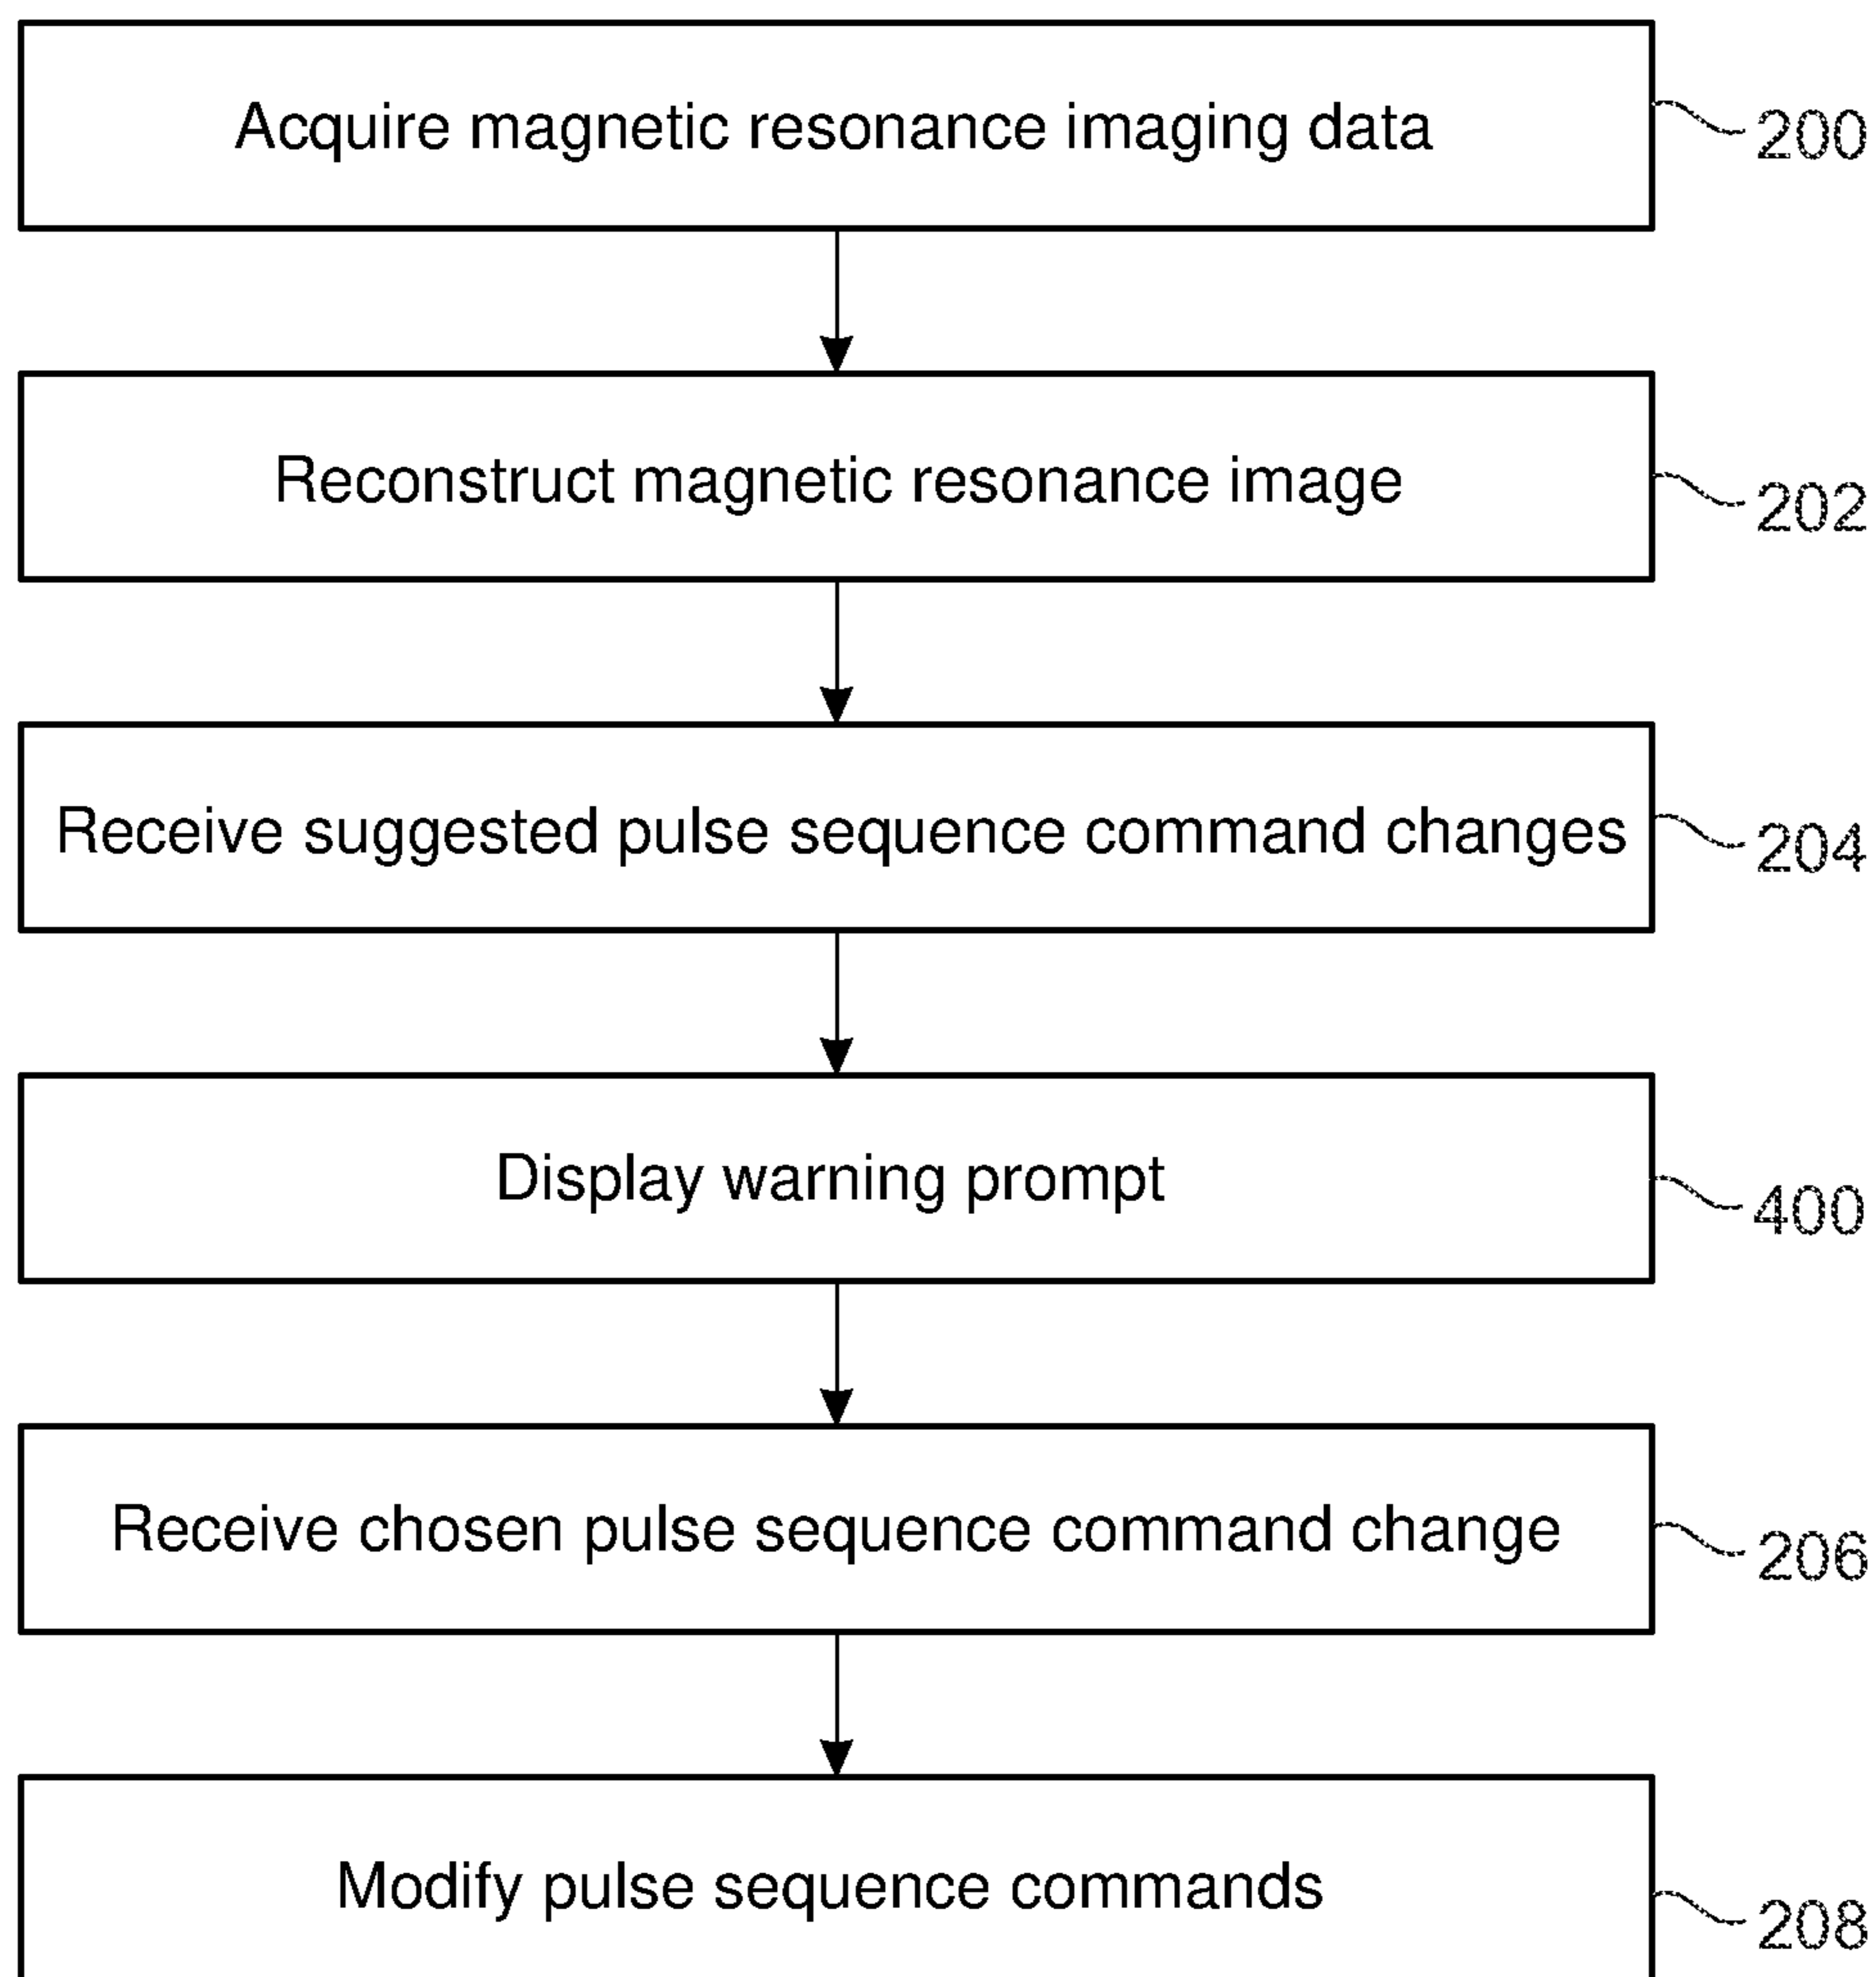 Acquire magnetic resonance imaging data
200
Reconstruct magnetic resonance image
202
Receive suggested pulse sequence command changes
204
Display warning prompt
400
Receive chosen pulse sequence command change
206
Modify pulse sequence commands
208